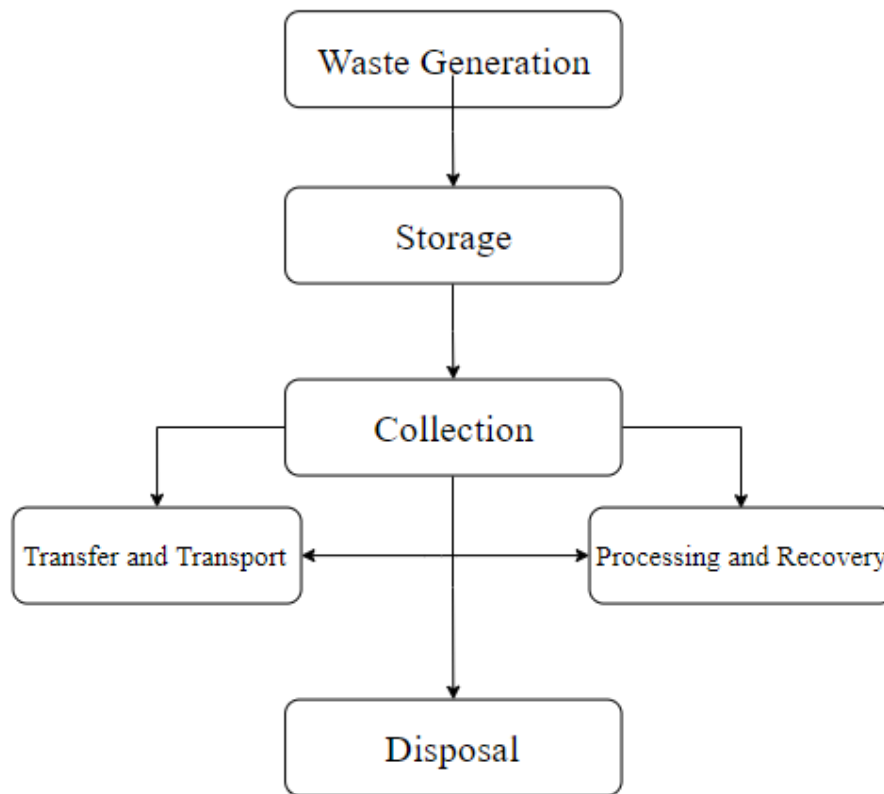 Waste Generation
Storage
Collection
Transfer and Transport
Processing and Recovery
Disposal